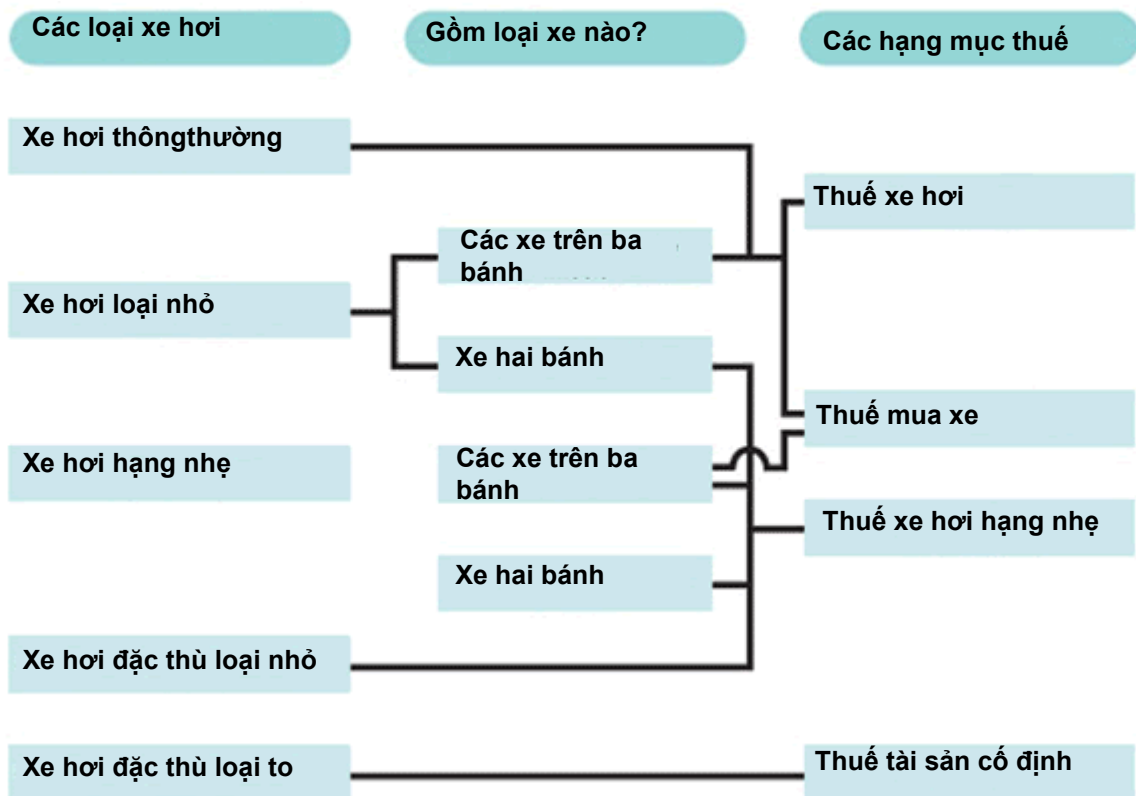 Các loại xe hơi
Gồm loại xe nào?
Các hạng mục thuế
Xe hơi thôngthường
Thuế xe hơi
Các xe trên ba
bánh
Xe hơi loại nhỏ
Xe hai bánh
Thuế mua xe
Xe hơi hạng nhẹ
Các xe trên ba
bánh
Thuế xe hơi hạng nhẹ
Xe hai bánh
Xe hơi đặc thù loại nhỏ
Xe hơi đặc thù loại to
Thuế tài sản cố định